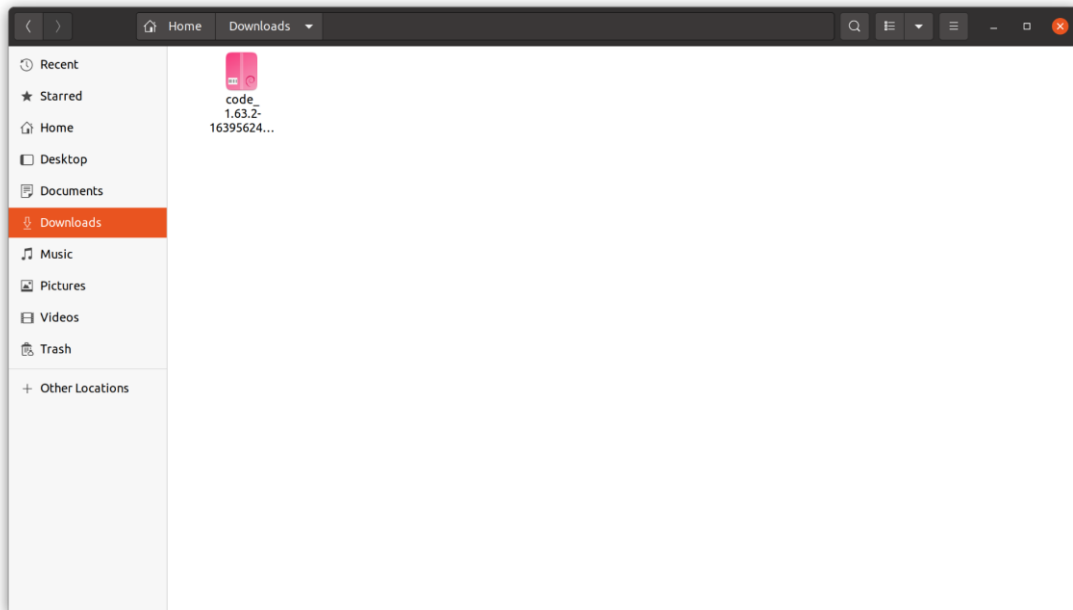 Home Downloads
Recent
Starred
Home
Desktop
Documents
Downloads
Music
Pictures
Videos
Trash
Other Locations
code_
1.63.2-
16395624…